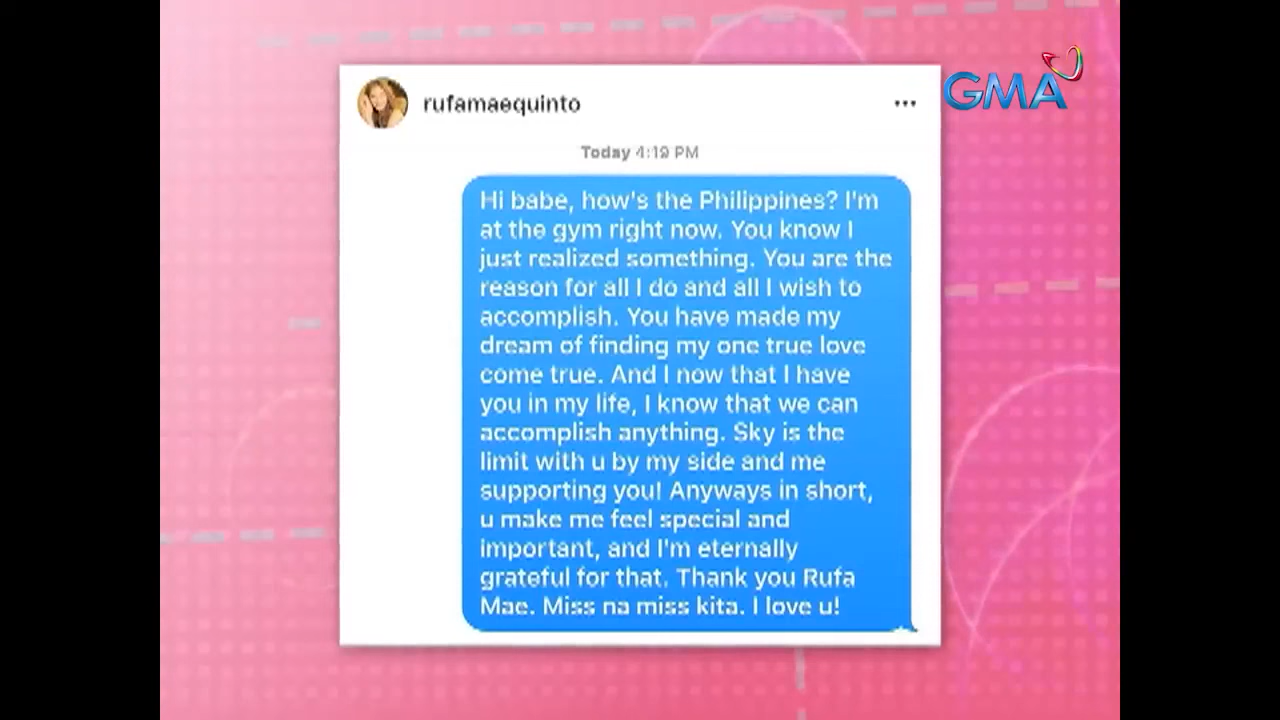 GMA
rufamaequinto
Today 4:19 PM
Hi babe, how's the Philippines? I'm
at the gym right now. You know I
just realized something. You are the
reason for all I do and all I wish to
accomplish. You have made my
dream of finding my one true love
come true. And I now that I have
you in my life, I know that we can
accomplish anything. Sky is the
limit with u by my side and me
supporting you! Anyways in short,
u make me feel special and
important, and I'm eternally
grateful for that. Thank you Rufa
Mae. Miss na miss kita. I love u!